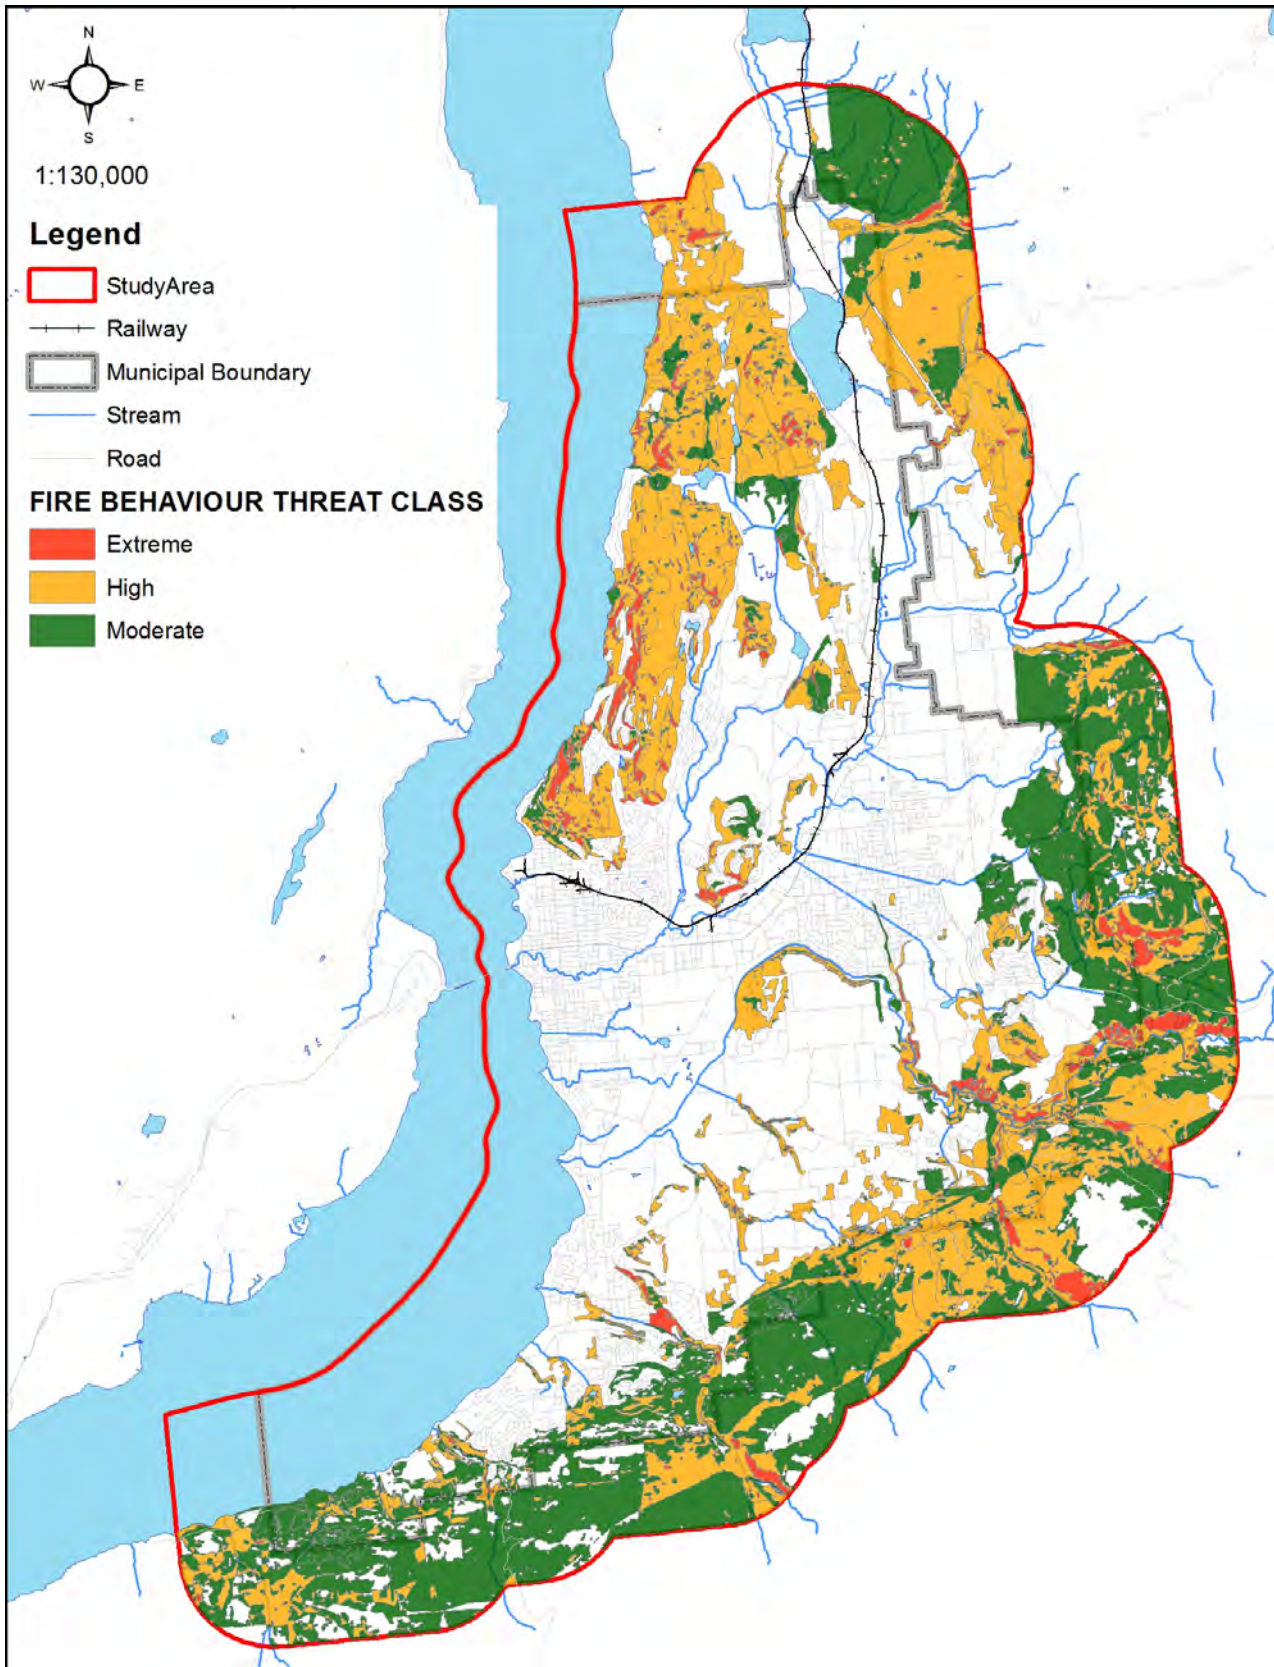 N
W E
S
1:130,000
Legend
StudyArea
Railway
Municipal Boundary
Stream
Road
FIRE BEHAVIOUR THREAT CLASS
Extreme
High
Moderate